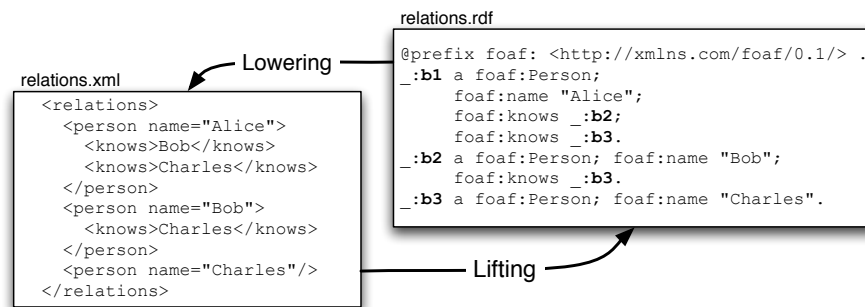 relations.rdf
@prefix foaf: <http://xmlns.com/foaf/0.1/> .
_:b1 a foaf:Person;
foaf:name "Alice";
foaf:knows _:b2;
foaf:knows _:b3.
_:b2 a foaf:Person; foaf:name "Bob";
foaf:knows _:b3.
_:b3 a foaf:Person; foaf:name "Charles".
Lowering
relations.xml
<relations>
<person name="Alice">
<knows>Bob</knows>
<knows>Charles</knows>
</person>
<person name="Bob">
<knows>Charles</knows>
</person>
<person name="Charles"/>
</relations>
Lifting